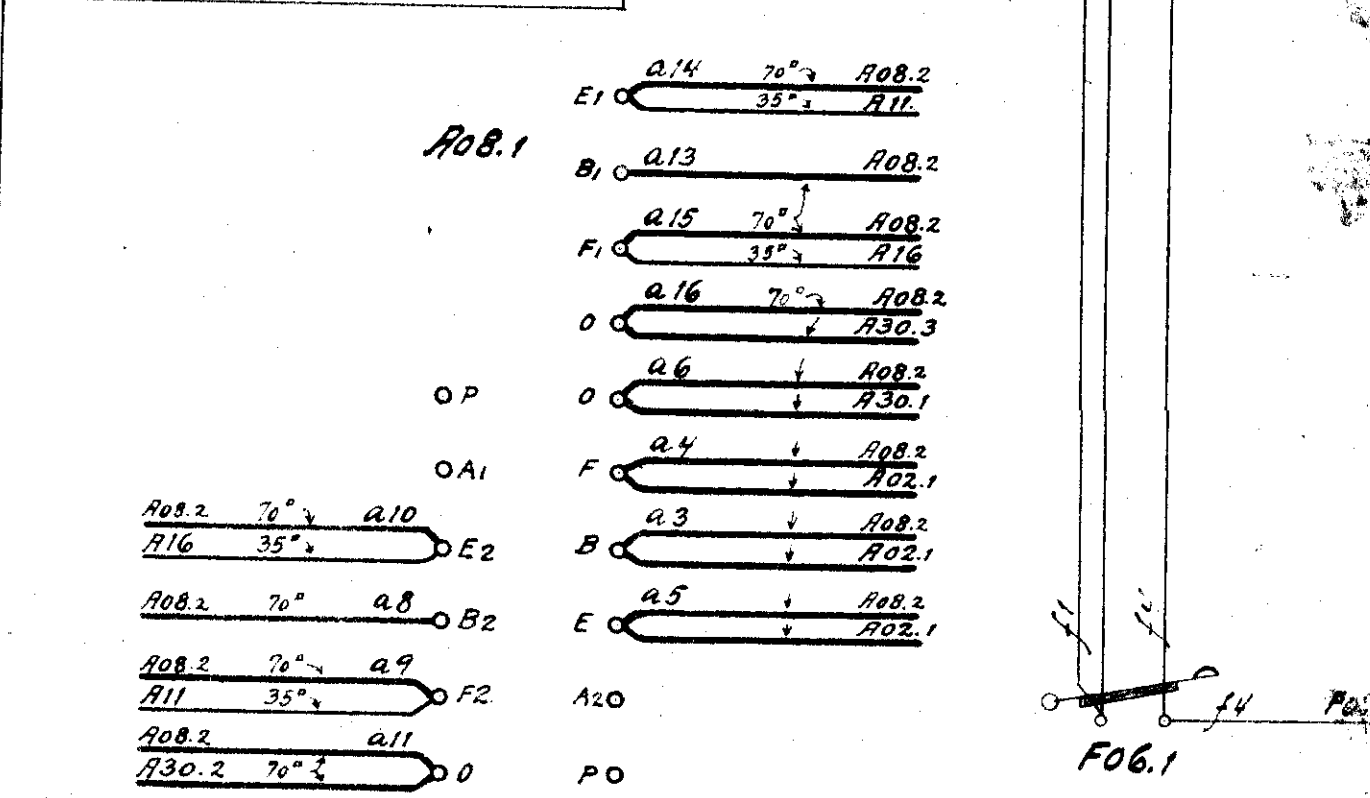 a14 70° A08.2
E1 35° A11.
A08.1
a13 A08.2
B1
a15 70° A08.2
F1 35° A16
a16 70° A08.2
O A30.3
a6 A08.2
P O A30.1
a4 A08.2
A1 F A02.1
A08.2 70° a10 a3 A08.2
A16 35° E2 B A02.1
A08.2 70° a8 B2 a5 A08.2
E A02.1
A08.2 70° a9
A11 35° F2. A2
A08.2 a11
A30.2 70° O P
f1
f4
F06.1